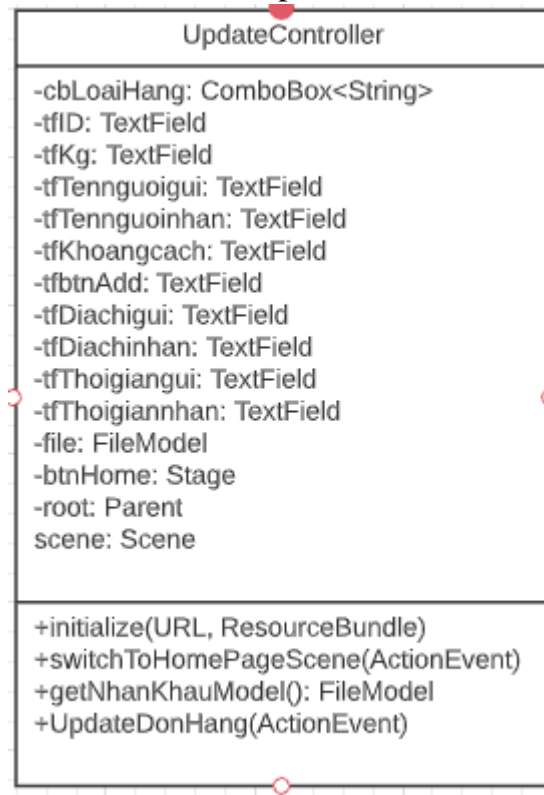 UpdateController
-cbLoaiHang: ComboBox<String>
-tfID: TextField
-tfKg: TextField
-tfTennguoigui: TextField
-tfTennguoinhan: TextField
-tfKhoangcach: TextField
-tfbtnAdd: TextField
-tfDiachigui: TextField
-tfDiachinhan: TextField
-tfThoigiangui: TextField
-tfThoigiannhan: TextField
-file: FileModel
-btnHome: Stage
-root: Parent
scene: Scene
+initialize(URL, ResourceBundle)
+switchToHomePageScene(ActionEvent)
+getNhanKhauModel(): FileModel
+UpdateDonHang(ActionEvent)